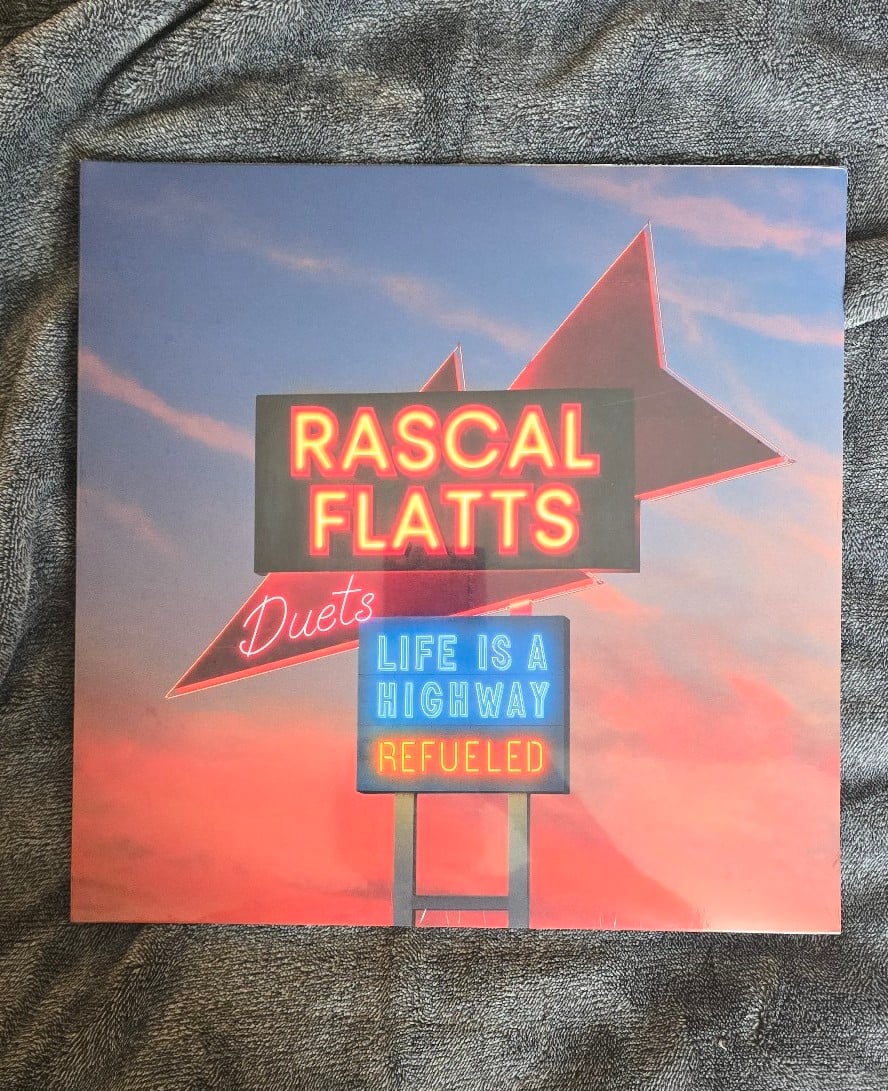 RASCAL
FLATTS
Duets
LIFE IS A
HIGHWAY
REFUELED